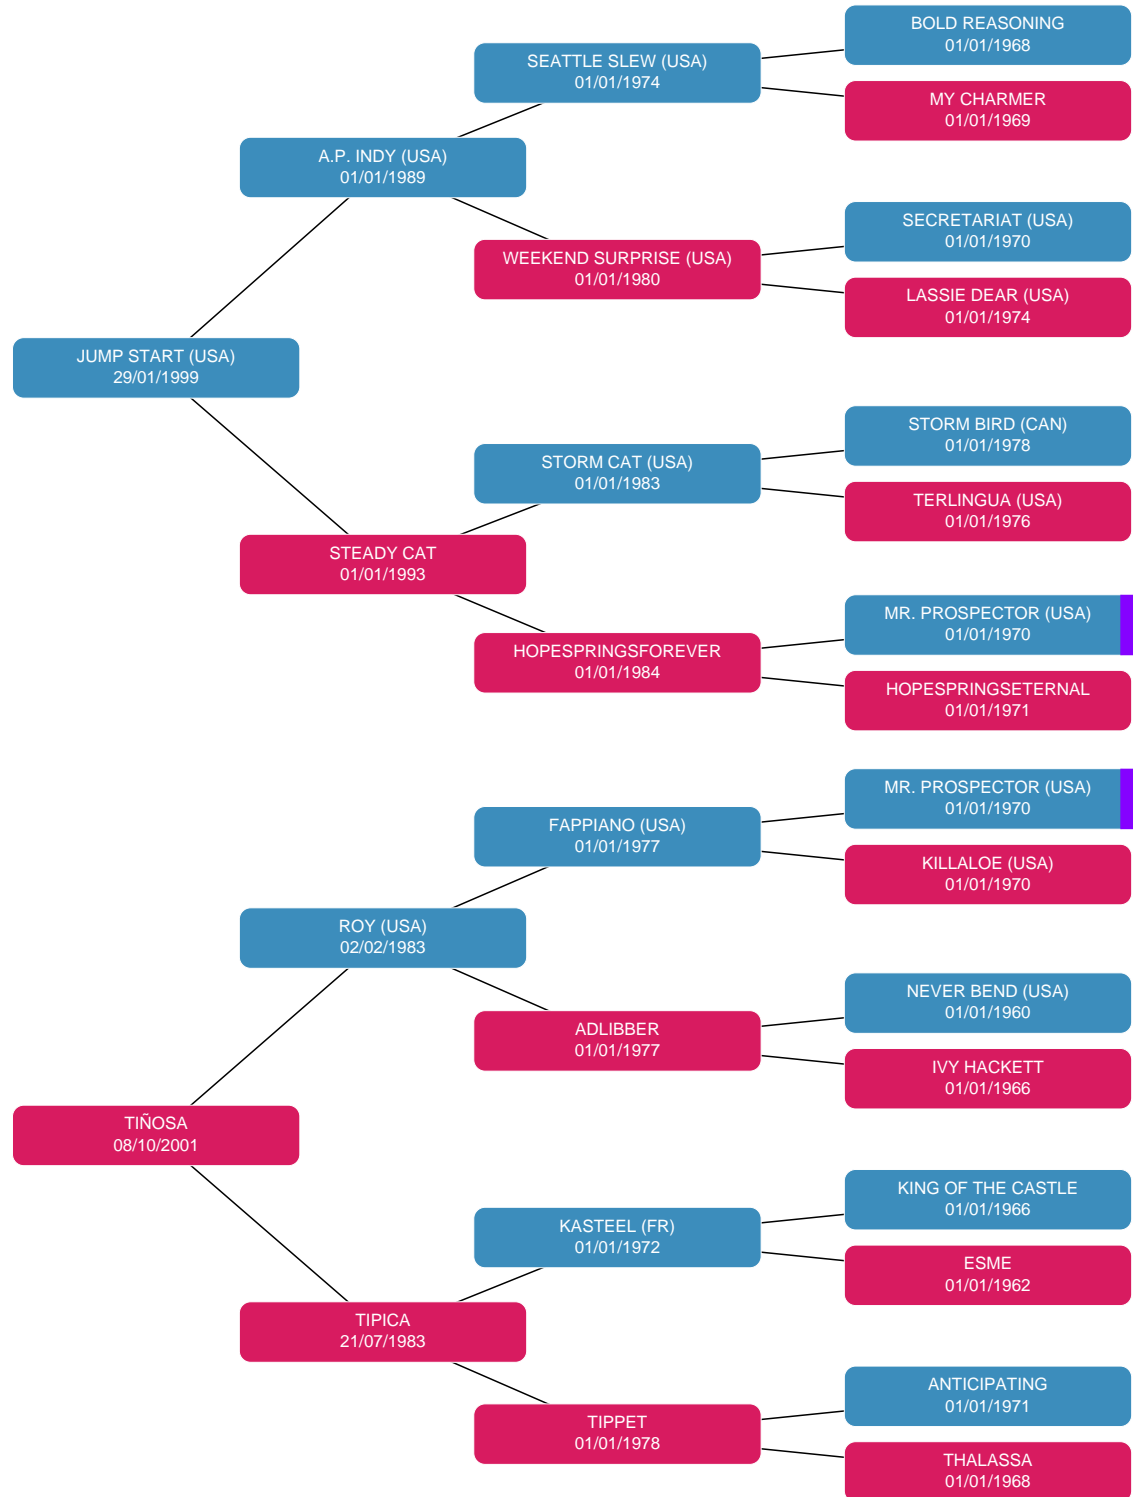 BOLD REASONING
01/01/1968
SEATTLE SLEW (USA)
01/01/1974
MY CHARMER
01/01/1969
A.P. INDY (USA)
01/01/1989
SECRETARIAT (USA)
01/01/1970
WEEKEND SURPRISE (USA)
01/01/1980
LASSIE DEAR (USA)
01/01/1974
JUMP START (USA)
29/01/1999
STORM BIRD (CAN)
01/01/1978
STORM CAT (USA)
01/01/1983
TERLINGUA (USA)
01/01/1976
STEADY CAT
01/01/1993
MR. PROSPECTOR (USA)
01/01/1970
HOPESPRINGSFOREVER
01/01/1984
HOPESPRINGSETERNAL
01/01/1971
MR. PROSPECTOR (USA)
01/01/1970
FAPPIANO (USA)
01/01/1977
KILLALOE (USA)
01/01/1970
ROY (USA)
02/02/1983
NEVER BEND (USA)
01/01/1960
ADLIBBER
01/01/1977
IVY HACKETT
01/01/1966
TIÑOSA
08/10/2001
KING OF THE CASTLE
01/01/1966
KASTEEL (FR)
01/01/1972
ESME
01/01/1962
TIPICA
21/07/1983
ANTICIPATING
01/01/1971
TIPPET
01/01/1978
THALASSA
01/01/1968